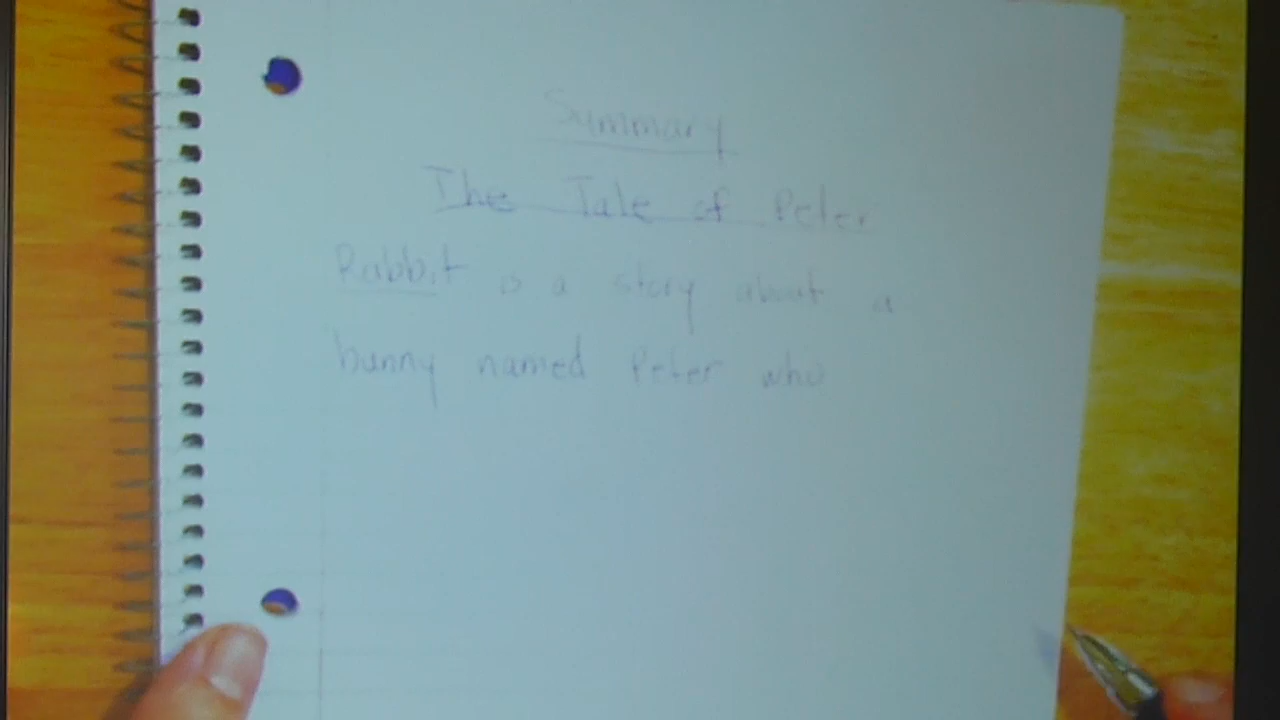 Summary
The Tale of Peter
Rabbit is a story about a
bunny named Peter who